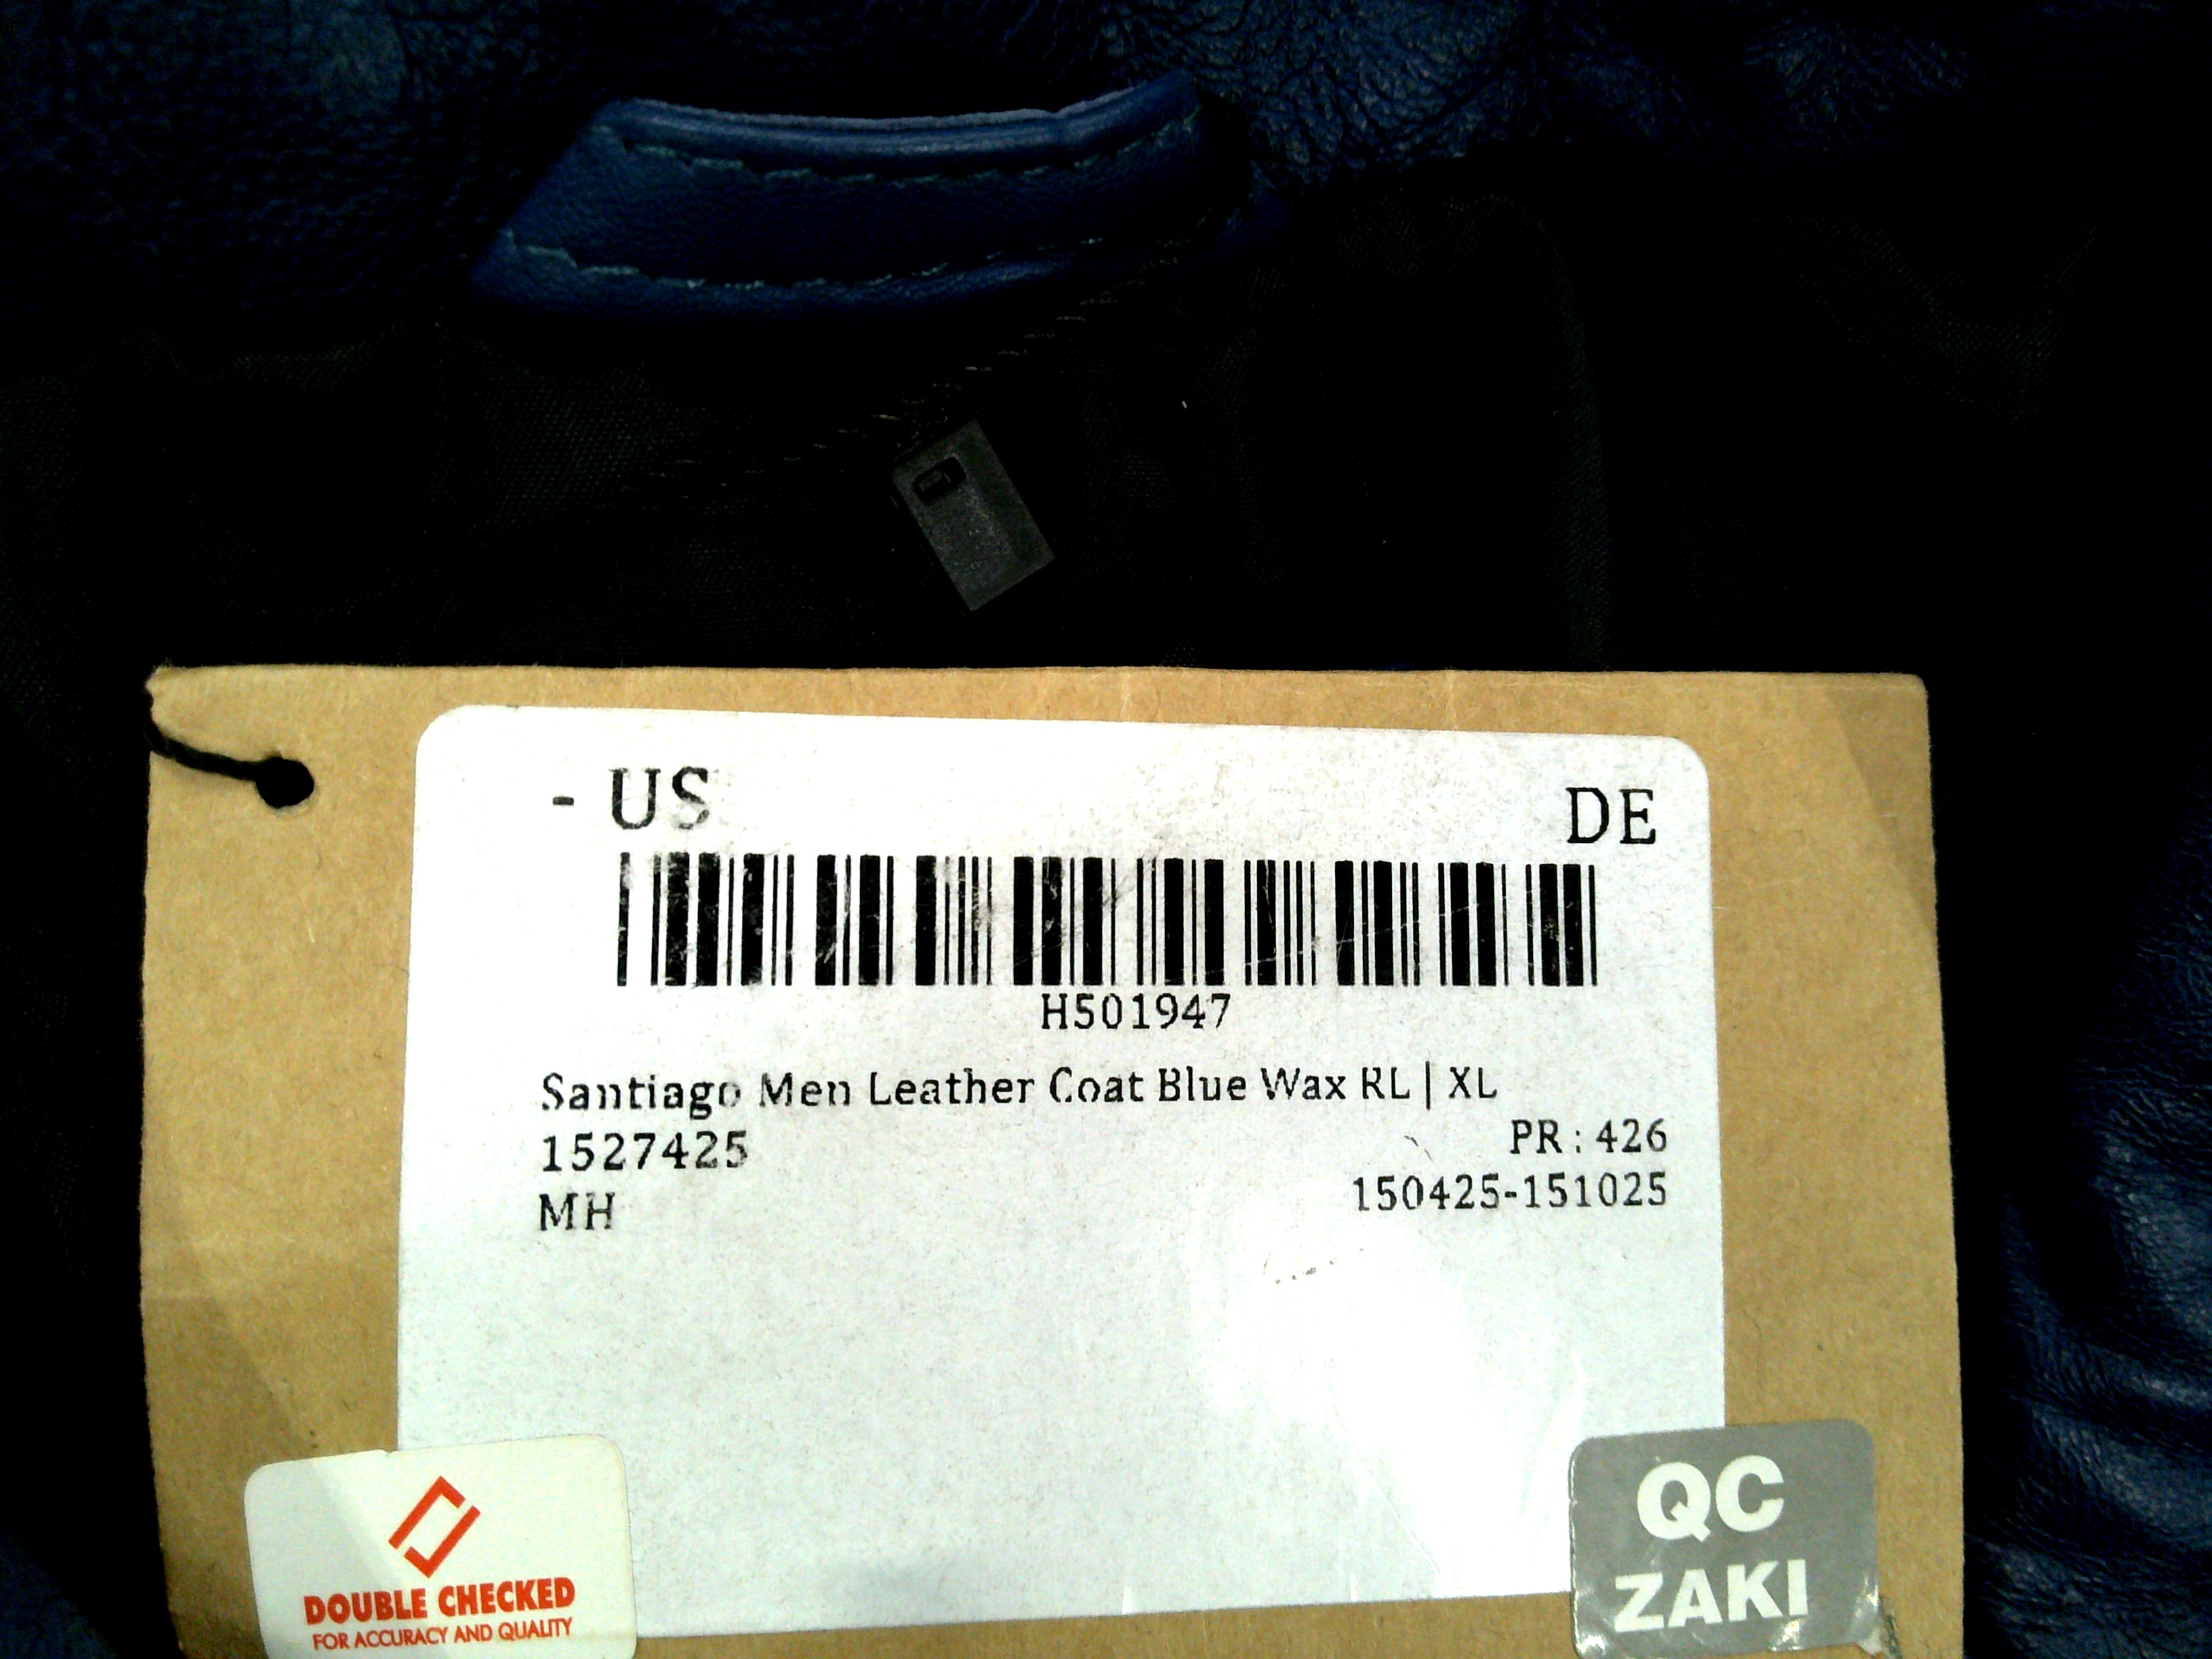 - US DE
H501947
Santiago Men Leather Coat Blue Wax RL | XL
1527425 PR : 426
MH 150425-151025
DOUBLE CHECKED
FOR ACCURACY AND QUALITY
QC
ZAKI